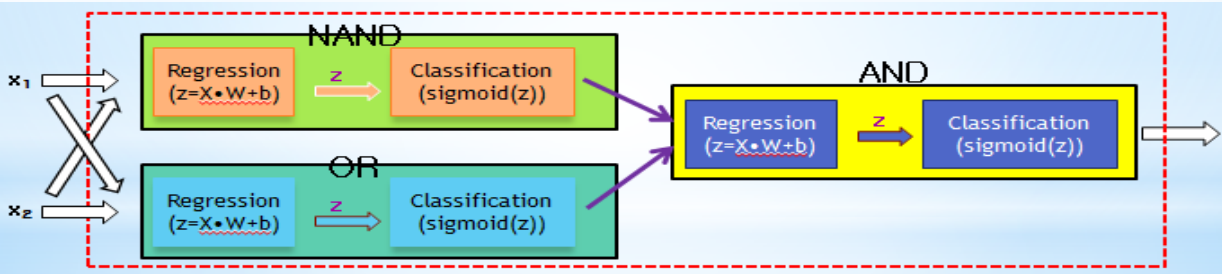 NAND
x₁
Regression
(z=X•W+b)
z
Classification
(sigmoid(z))
OR
x₂
Regression
(z=X•W+b)
z
Classification
(sigmoid(z))
AND
Regression
(z=X•W+b)
z
Classification
(sigmoid(z))